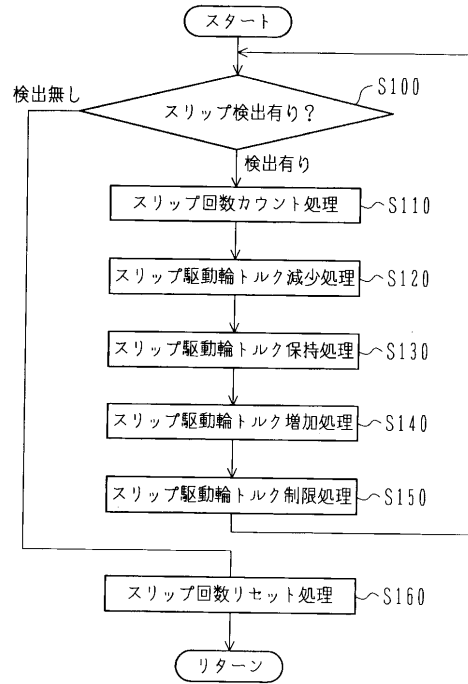 スタート
S100
検出無し
スリップ検出有り?
検出有り
スリップ回数カウント処理
S110
スリップ駆動輪トルク減少処理
S120
スリップ駆動輪トルク保持処理
S130
スリップ駆動輪トルク増加処理
S140
スリップ駆動輪トルク制限処理
S150
スリップ回数リセット処理
S160
リターン